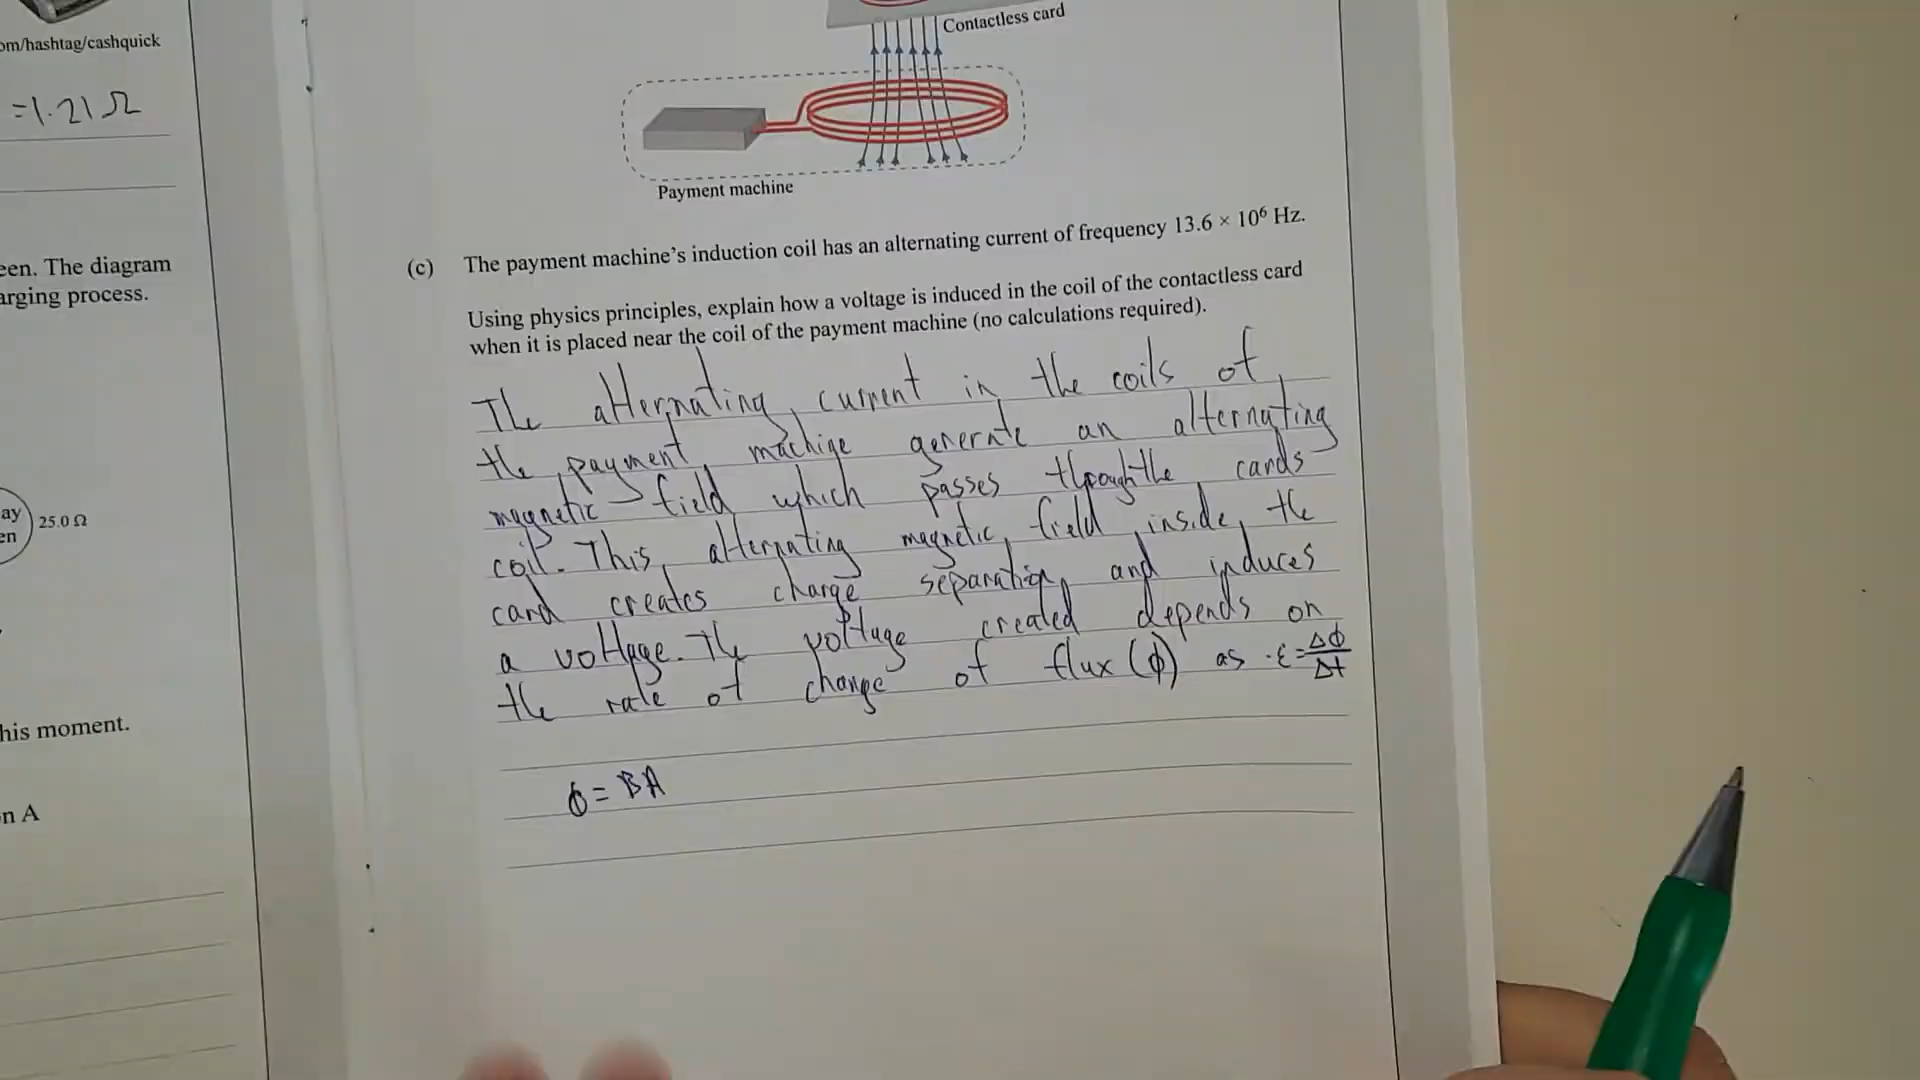 om/hashtag/cashquick
=1.21Ω
een. The diagram
arging process.
ay
en
25.0 Ω
his moment.
n A
Contactless card
Payment machine
(c) The payment machine's induction coil has an alternating current of frequency 13.6 × 10⁶ Hz.
Using physics principles, explain how a voltage is induced in the coil of the contactless card
when it is placed near the coil of the payment machine (no calculations required).
The alternating current in the coils of
the payment machine generate an alternating
magnetic field which passes through the cards
coil. This alternating magnetic field inside the
card creates charge separation and induces
a voltage. The voltage created depends on
the rate of change of flux (ϕ) as ε=Δϕ/Δt
ϕ = BA